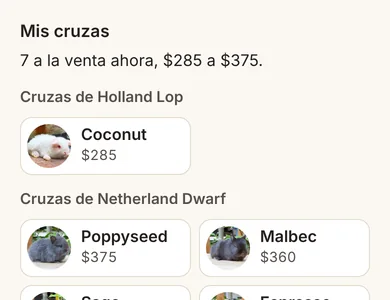 Mis cruzas
7 a la venta ahora, $285 a $375.
Cruzas de Holland Lop
Coconut
$285
Cruzas de Netherland Dwarf
Poppyseed
$375
Malbec
$360